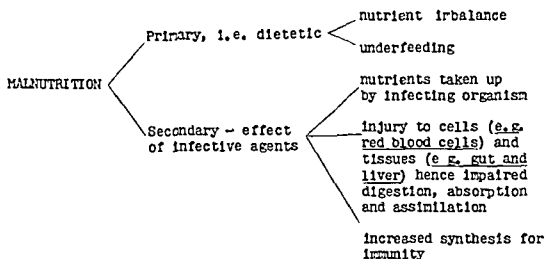 nutrient irbalance
Primary, i.e. dietetic
underfeeding
MALNUTRITION
nutrients taken up
by infecting organism
Secondary - effect
of infective agents
injury to cells (e.g.
red blood cells) and
tissues (e g. gut and
liver) hence impaired
digestion, absorption
and assimilation
increased synthesis for
immunity